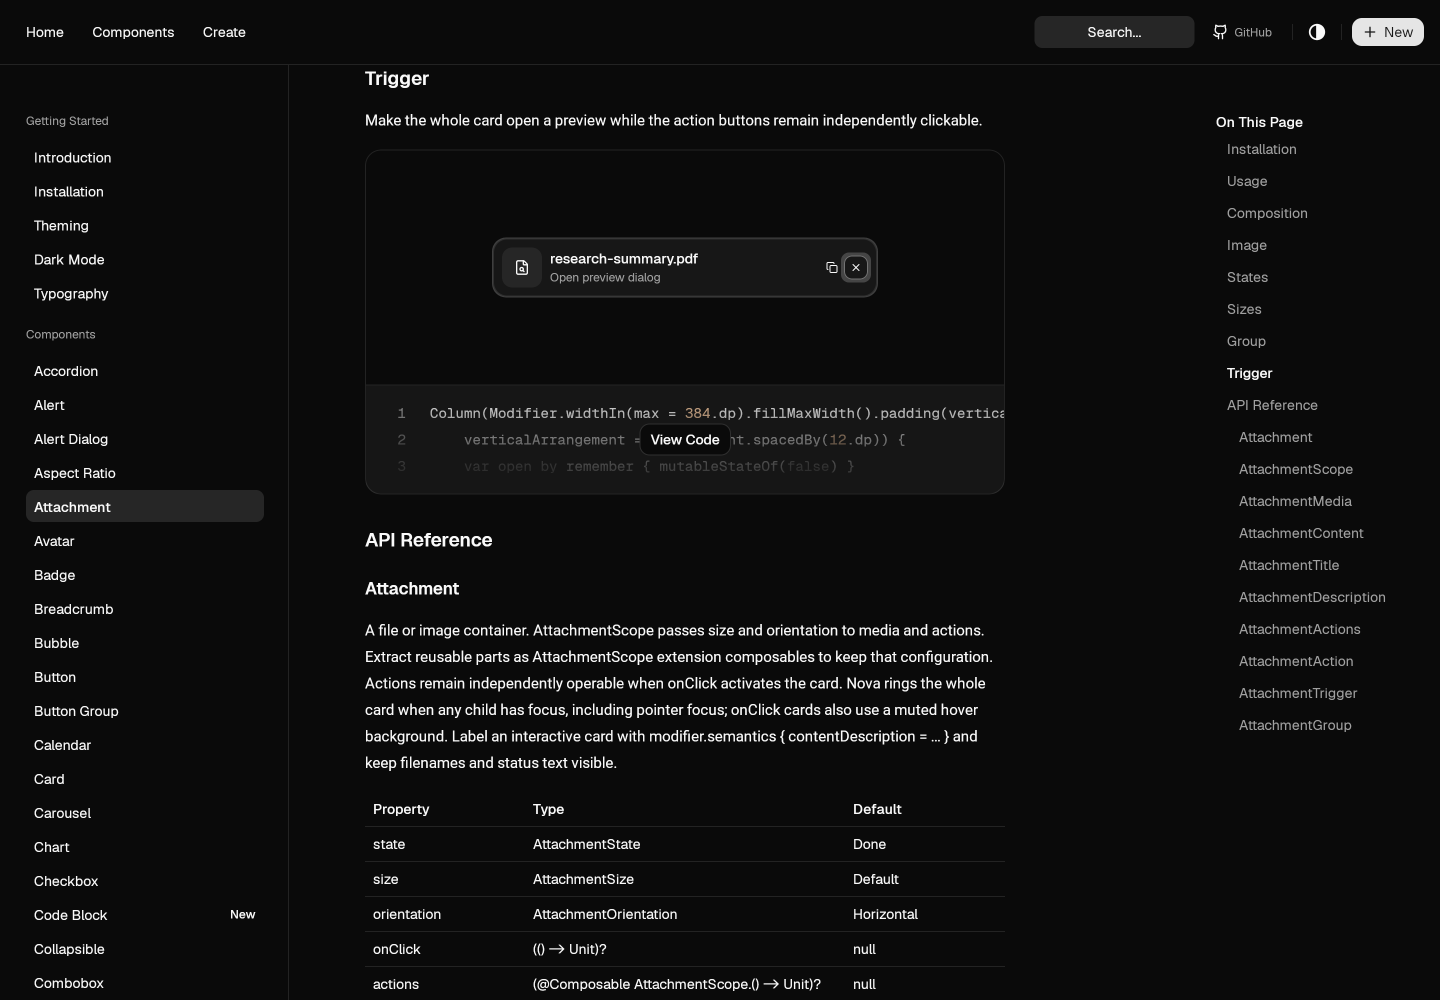 Home Components Create Search... GitHub New
Getting Started
Introduction
Installation
Theming
Dark Mode
Typography
Components
Accordion
Alert
Alert Dialog
Aspect Ratio
Attachment
Avatar
Badge
Breadcrumb
Bubble
Button
Button Group
Calendar
Card
Carousel
Chart
Checkbox
Code Block New
Collapsible
Combobox
Trigger
Make the whole card open a preview while the action buttons remain independently clickable.
research-summary.pdf
Open preview dialog
1 Column(Modifier.widthIn(max = 384.dp).fillMaxWidth().padding(vertica
2 verticalArrangement = nt.spacedBy(12.dp)) {
View Code
3 var open by remember { mutableStateOf(false) }
API Reference
Attachment
A file or image container. AttachmentScope passes size and orientation to media and actions.
Extract reusable parts as AttachmentScope extension composables to keep that configuration.
Actions remain independently operable when onClick activates the card. Nova rings the whole
card when any child has focus, including pointer focus; onClick cards also use a muted hover
background. Label an interactive card with modifier.semantics { contentDescription = … } and
keep filenames and status text visible.
Property Type Default
state AttachmentState Done
size AttachmentSize Default
orientation AttachmentOrientation Horizontal
onClick (() -> Unit)? null
actions (@Composable AttachmentScope.() -> Unit)? null
On This Page
Installation
Usage
Composition
Image
States
Sizes
Group
Trigger
API Reference
Attachment
AttachmentScope
AttachmentMedia
AttachmentContent
AttachmentTitle
AttachmentDescription
AttachmentActions
AttachmentAction
AttachmentTrigger
AttachmentGroup